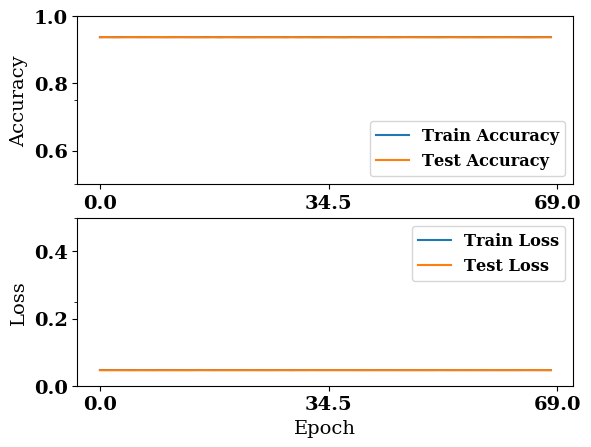 1.0
0.8
0.6
Accuracy
Train Accuracy
Test Accuracy
0.0 34.5 69.0
0.4
0.2
0.0
Loss
Train Loss
Test Loss
0.0 34.5 69.0
Epoch